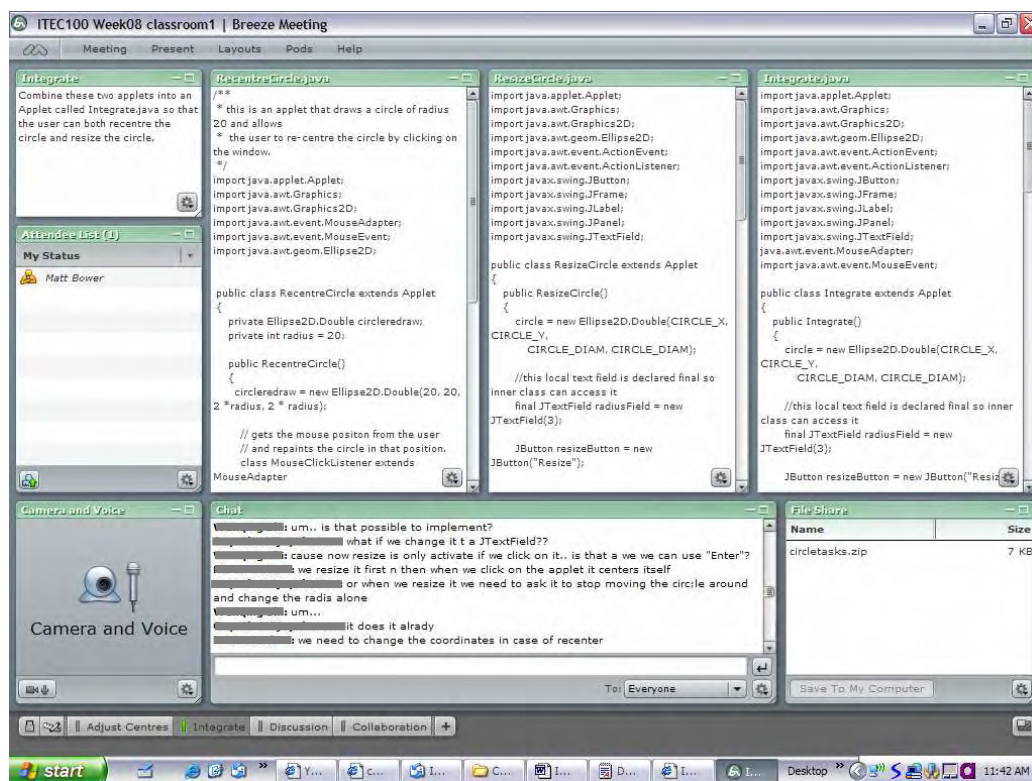 ITEC100 Week08 classroom1 | Breeze Meeting
Meeting Present Layouts Pods Help
Integrate
Combine these two applets into an
Applet called Integrate.java so that
the user can both recentre the
circle and resize the circle.
Attendee List (1)
My Status
Matt Bower
RecentreCircle.java
/**
* this is an applet that draws a circle of radius
20 and allows
* the user to re-centre the circle by clicking on
the window.
*/
import java.applet.Applet;
import java.awt.Graphics;
import java.awt.Graphics2D;
import java.awt.event.MouseAdapter;
import java.awt.event.MouseEvent;
import java.awt.geom.Ellipse2D;
public class RecentreCircle extends Applet
{
private Ellipse2D.Double circleredraw;
private int radius = 20;
public RecentreCircle()
{
circleredraw = new Ellipse2D.Double(20, 20,
2 *radius, 2 * radius);
// gets the mouse positon from the user
// and repaints the circle in that position.
class MouseClickListener extends
MouseAdapter
ResizeCircle.java
import java.applet.Applet;
import java.awt.Graphics;
import java.awt.Graphics2D;
import java.awt.geom.Ellipse2D;
import java.awt.event.ActionEvent;
import java.awt.event.ActionListener;
import javax.swing.JButton;
import javax.swing.JFrame;
import javax.swing.JLabel;
import javax.swing.JPanel;
import javax.swing.JTextField;
public class ResizeCircle extends Applet
{
public ResizeCircle()
{
circle = new Ellipse2D.Double(CIRCLE_X,
CIRCLE_Y,
CIRCLE_DIAM, CIRCLE_DIAM);
//this local text field is declared final so
inner class can access it
final JTextField radiusField = new
JTextField(3);
JButton resizeButton = new
JButton("Resize");
Integrate.java
import java.applet.Applet;
import java.awt.Graphics;
import java.awt.Graphics2D;
import java.awt.geom.Ellipse2D;
import java.awt.event.ActionEvent;
import java.awt.event.ActionListener;
import javax.swing.JButton;
import javax.swing.JFrame;
import javax.swing.JLabel;
import javax.swing.JPanel;
import javax.swing.JTextField;
java.awt.event.MouseAdapter;
import java.awt.event.MouseEvent;
public class Integrate extends Applet
{
public Integrate()
{
circle = new Ellipse2D.Double(CIRCLE_X,
CIRCLE_Y,
CIRCLE_DIAM, CIRCLE_DIAM);
//this local text field is declared final so inner
class can access it
final JTextField radiusField = new
JTextField(3);
JButton resizeButton = new JButton("Resiz
Camera and Voice
Camera and Voice
Chat
: um.. is that possible to implement?
what if we change it t a JTextField??
: cause now resize is only activate if we click on it.. is that a we we can use "Enter"?
: we resize it first n then when we click on the applet it centers itself
: or when we resize it we need to ask it to stop moving the circ;le around
and change the radis alone
: um...
it does it alrady
: we need to change the coordinates in case of recenter
To: Everyone
File Share
Name Size
circletasks.zip 7 KB
Save To My Computer
Adjust Centres Integrate Discussion Collaboration +
start » Y... c... I... C... I... D... I... I... Desktop » 11:42 AM